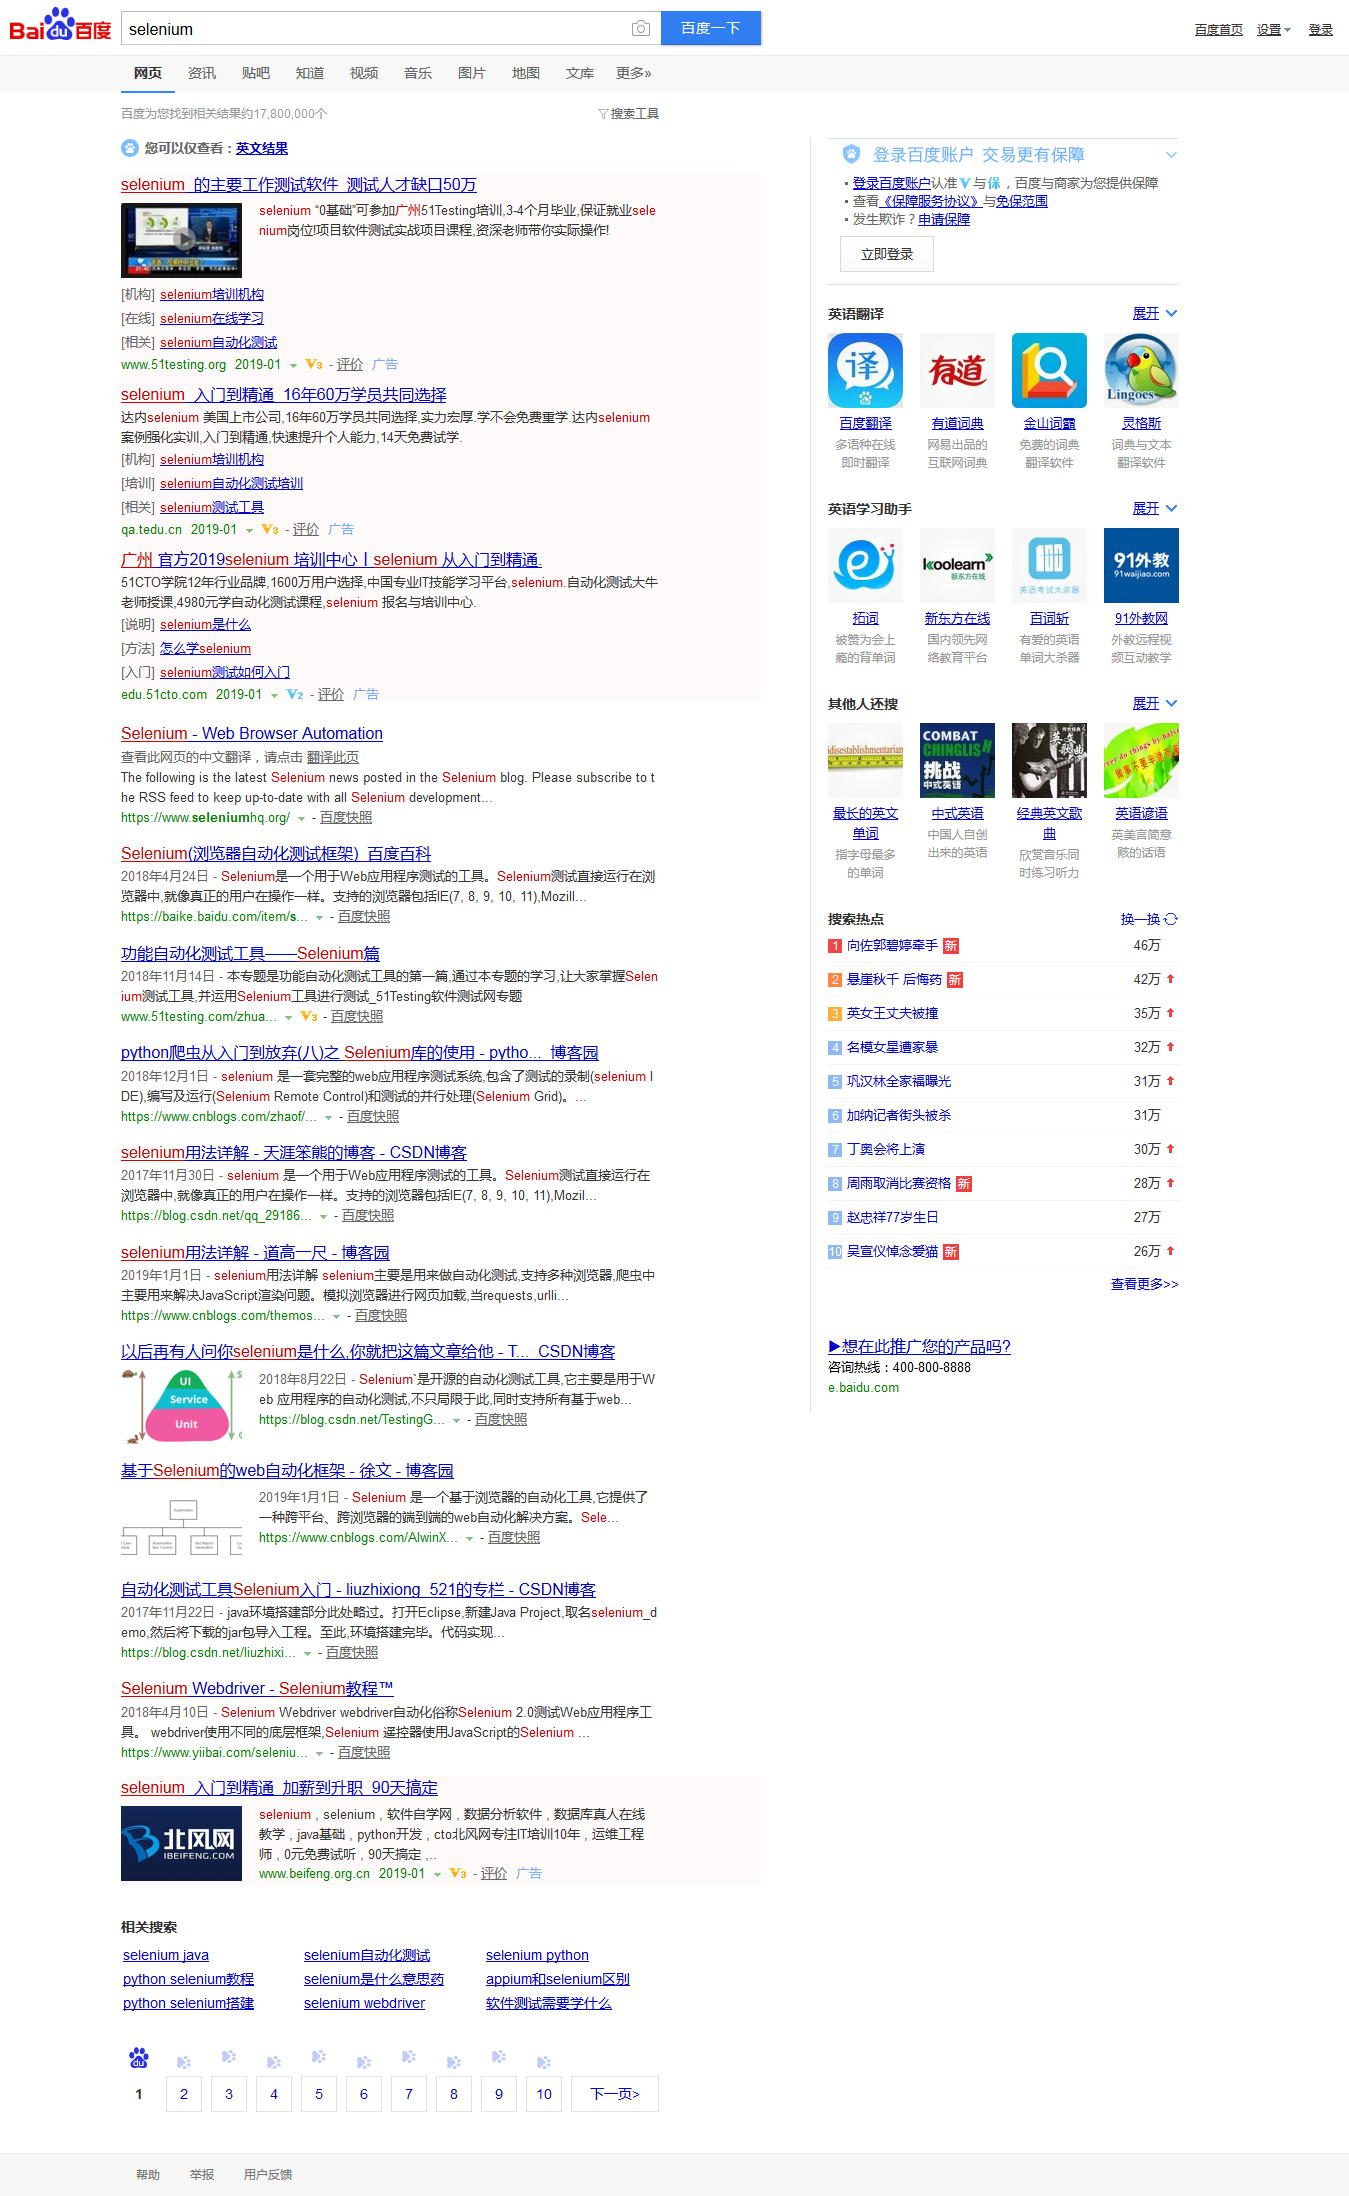 Bai du 百度
selenium
百度一下
百度首页 设置 登录
网页 资讯 贴吧 知道 视频 音乐 图片 地图 文库 更多»
百度为您找到相关结果约17,800,000个
搜索工具
您可以仅查看：英文结果
selenium_的主要工作测试软件_测试人才缺口50万
selenium “0基础”可参加广州51Testing培训,3-4个月毕业,保证就业sele
nium岗位!项目软件测试实战项目课程,资深老师带你实际操作!
[机构] selenium培训机构
[在线] selenium在线学习
[相关] selenium自动化测试
www.51testing.org 2019-01 V3 - 评价 广告
selenium_入门到精通_16年60万学员共同选择
达内selenium 美国上市公司,16年60万学员共同选择,实力宏厚.学不会免费重学.达内selenium
案例强化实训,入门到精通,快速提升个人能力,14天免费试学.
[机构] selenium培训机构
[培训] selenium自动化测试培训
[相关] selenium测试工具
qa.tedu.cn 2019-01 V3 - 评价 广告
广州 官方2019selenium 培训中心丨selenium 从入门到精通.
51CTO学院12年行业品牌,1600万用户选择,中国专业IT技能学习平台,selenium.自动化测试大牛
老师授课,4980元学自动化测试课程,selenium 报名与培训中心.
[说明] selenium是什么
[方法] 怎么学selenium
[入门] selenium测试如何入门
edu.51cto.com 2019-01 V2 - 评价 广告
Selenium - Web Browser Automation
查看此网页的中文翻译，请点击 翻译此页
The following is the latest Selenium news posted in the Selenium blog. Please subscribe to t
he RSS feed to keep up-to-date with all Selenium development...
https://www.seleniumhq.org/ - 百度快照
Selenium(浏览器自动化测试框架)_百度百科
2018年4月24日 - Selenium是一个用于Web应用程序测试的工具。Selenium测试直接运行在浏
览器中,就像真正的用户在操作一样。支持的浏览器包括IE(7, 8, 9, 10, 11),Mozill...
https://baike.baidu.com/item/s... - 百度快照
功能自动化测试工具——Selenium篇
2018年11月14日 - 本专题是功能自动化测试工具的第一篇,通过本专题的学习,让大家掌握Selen
ium测试工具,并运用Selenium工具进行测试_51Testing软件测试网专题
www.51testing.com/zhua... V3 - 百度快照
python爬虫从入门到放弃(八)之 Selenium库的使用 - pytho..._博客园
2018年12月1日 - selenium 是一套完整的web应用程序测试系统,包含了测试的录制(selenium I
DE),编写及运行(Selenium Remote Control)和测试的并行处理(Selenium Grid)。...
https://www.cnblogs.com/zhaof/... - 百度快照
selenium用法详解 - 天涯笨熊的博客 - CSDN博客
2017年11月30日 - selenium 是一个用于Web应用程序测试的工具。Selenium测试直接运行在
浏览器中,就像真正的用户在操作一样。支持的浏览器包括IE(7, 8, 9, 10, 11),Mozil...
https://blog.csdn.net/qq_29186... - 百度快照
selenium用法详解 - 道高一尺 - 博客园
2019年1月1日 - selenium用法详解 selenium主要是用来做自动化测试,支持多种浏览器,爬虫中
主要用来解决JavaScript渲染问题。模拟浏览器进行网页加载,当requests,urlli...
https://www.cnblogs.com/themos... - 百度快照
以后再有人问你selenium是什么,你就把这篇文章给他 - T..._CSDN博客
UI
Service
Unit
2018年8月22日 - Selenium`是开源的自动化测试工具,它主要是用于W
eb 应用程序的自动化测试,不只局限于此,同时支持所有基于web...
https://blog.csdn.net/TestingG... - 百度快照
基于Selenium的web自动化框架 - 徐文 - 博客园
2019年1月1日 - Selenium 是一个基于浏览器的自动化工具,它提供了
一种跨平台、跨浏览器的端到端的web自动化解决方案。Sele...
https://www.cnblogs.com/AlwinX... - 百度快照
自动化测试工具Selenium入门 - liuzhixiong_521的专栏 - CSDN博客
2017年11月22日 - java环境搭建部分此处略过。打开Eclipse,新建Java Project,取名selenium_d
emo,然后将下载的jar包导入工程。至此,环境搭建完毕。代码实现...
https://blog.csdn.net/liuzhixi... - 百度快照
Selenium Webdriver - Selenium教程™
2018年4月10日 - Selenium Webdriver webdriver自动化俗称Selenium 2.0测试Web应用程序工
具。 webdriver使用不同的底层框架,Selenium 遥控器使用JavaScript的Selenium ...
https://www.yiibai.com/seleniu... - 百度快照
selenium_入门到精通_加薪到升职_90天搞定
北风网
IBEIFENG.COM
selenium , selenium , 软件自学网 , 数据分析软件 , 数据库真人在线
教学 , java基础 , python开发 , cto北风网专注IT培训10年 , 运维工程
师 , 0元免费试听 , 90天搞定 ,..
www.beifeng.org.cn 2019-01 V3 - 评价 广告
相关搜索
selenium java selenium自动化测试 selenium python
python selenium教程 selenium是什么意思药 appium和selenium区别
python selenium搭建 selenium webdriver 软件测试需要学什么
du
1 2 3 4 5 6 7 8 9 10 下一页>
帮助 举报 用户反馈
登录百度账户 交易更有保障
登录百度账户认准V与保，百度与商家为您提供保障
查看《保障服务协议》与免保范围
发生欺诈？申请保障
立即登录
英语翻译 展开
译 有道 Lingoes
百度翻译 有道词典 金山词霸 灵格斯
多语种在线 网易出品的 免费的词典 词典与文本
即时翻译 互联网词典 翻译软件 翻译软件
英语学习助手 展开
koolearn 91外教
新东方在线 英语考试大杀器 91waijiao.com
拓词 新东方在线 百词斩 91外教网
被赞为会上 国内领先网 有爱的英语 外教远程视
瘾的背单词 络教育平台 单词大杀器 频互动教学
其他人还搜 展开
idisestablishmentarian COMBAT CHINGLISH 挑战 中式英语 英文歌曲 ver do things by halve 做事不要半途而废
最长的英文 中式英语 经典英文歌 英语谚语
单词 中国人自创 曲 英美言简意
指字母最多 出来的英语 欣赏音乐同 赅的话语
的单词 时练习听力
搜索热点 换一换
1 向佐郭碧婷牵手 新 46万
2 悬崖秋千 后悔药 新 42万
3 英女王丈夫被撞 35万
4 名模女星遭家暴 32万
5 巩汉林全家福曝光 31万
6 加纳记者街头被杀 31万
7 丁奥会将上演 30万
8 周雨取消比赛资格 新 28万
9 赵忠祥77岁生日 27万
10 吴宣仪悼念爱猫 新 26万
查看更多>>
▶想在此推广您的产品吗?
咨询热线：400-800-8888
e.baidu.com